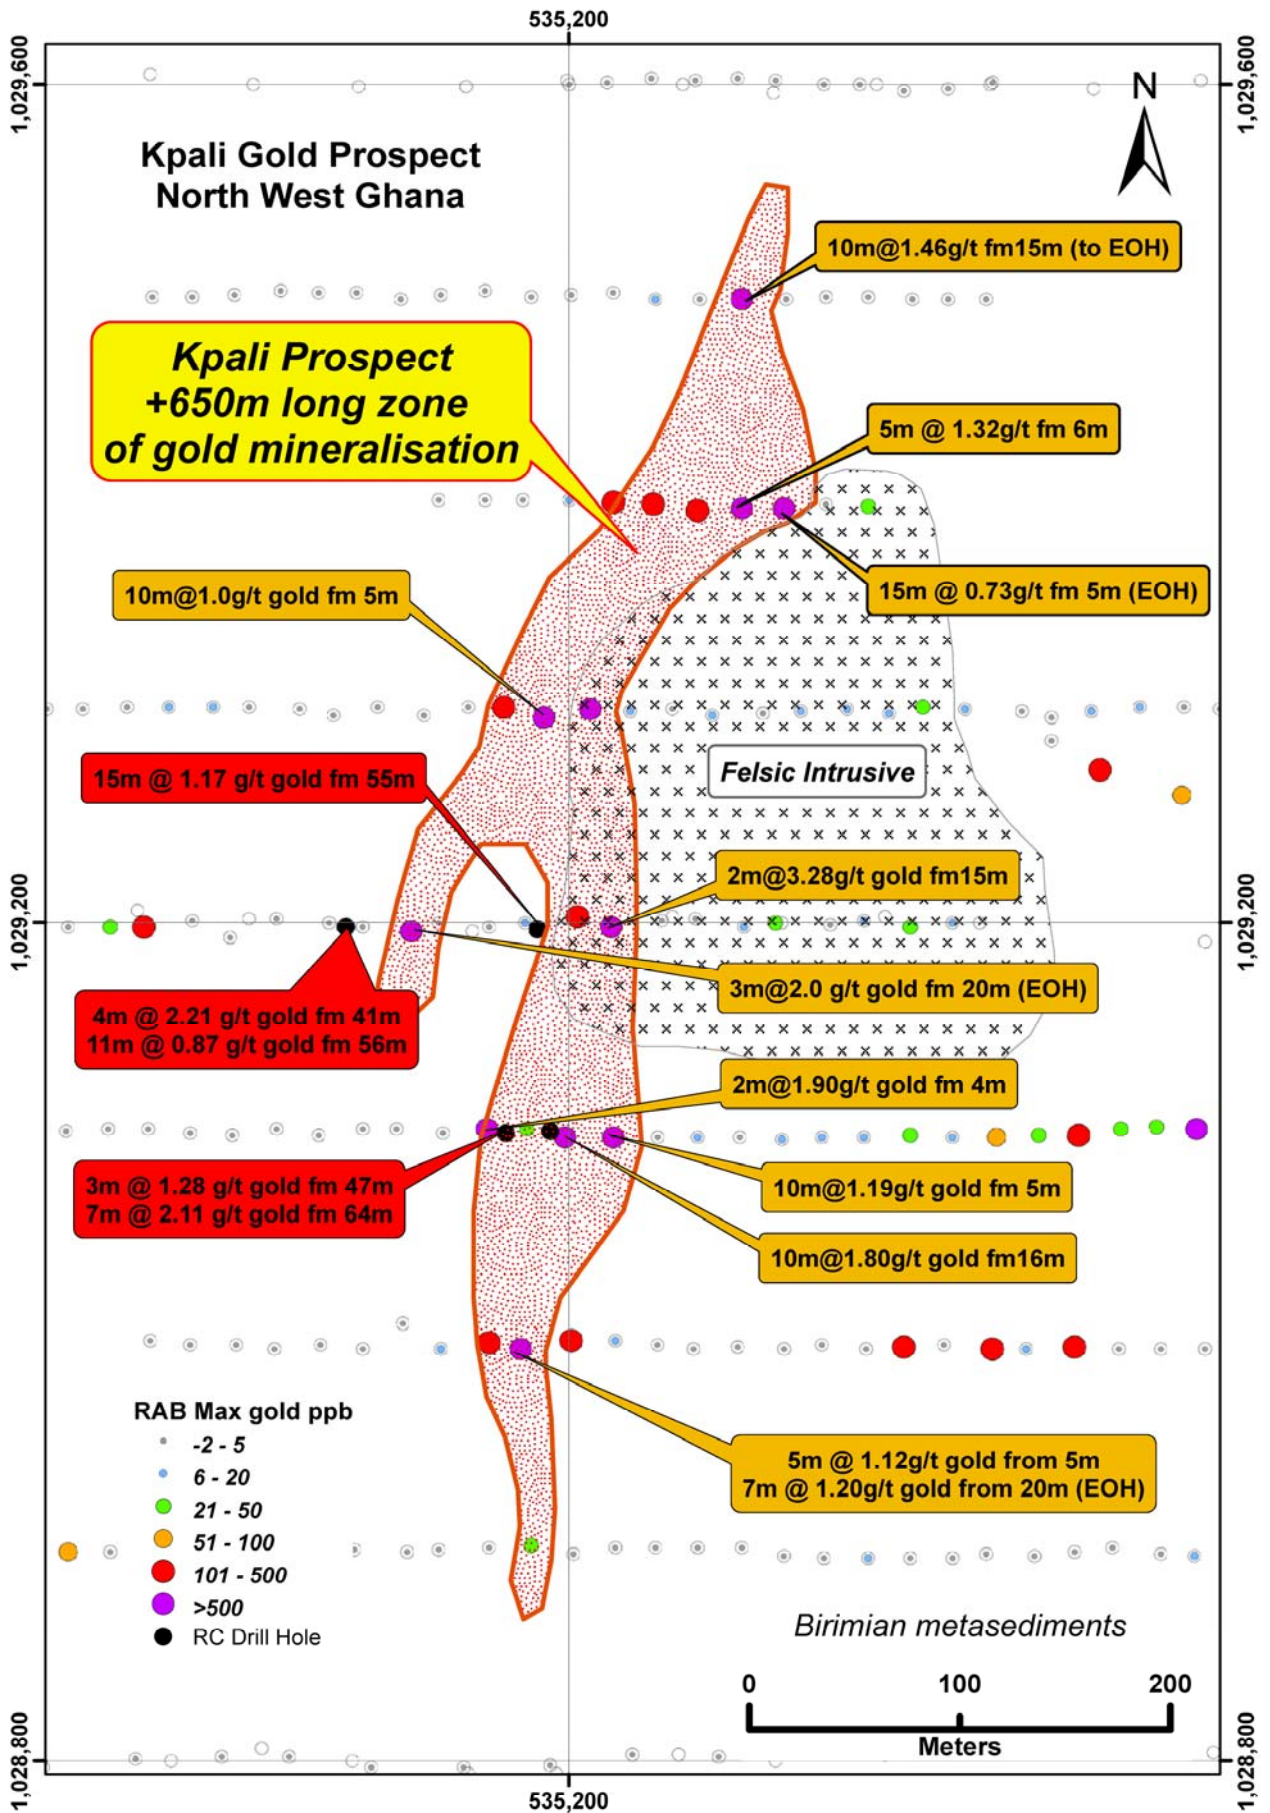 535,200
1,029,600
1,029,600
N
Kpali Gold Prospect
North West Ghana
10m@1.46g/t fm15m (to EOH)
Kpali Prospect
+650m long zone
of gold mineralisation
5m @ 1.32g/t fm 6m
10m@1.0g/t gold fm 5m
15m @ 0.73g/t fm 5m (EOH)
15m @ 1.17 g/t gold fm 55m
Felsic Intrusive
2m@3.28g/t gold fm15m
1,029,200
1,029,200
3m@2.0 g/t gold fm 20m (EOH)
4m @ 2.21 g/t gold fm 41m
11m @ 0.87 g/t gold fm 56m
2m@1.90g/t gold fm 4m
3m @ 1.28 g/t gold fm 47m
7m @ 2.11 g/t gold fm 64m
10m@1.19g/t gold fm 5m
10m@1.80g/t gold fm16m
RAB Max gold ppb
-2 - 5
6 - 20
21 - 50
51 - 100
101 - 500
>500
RC Drill Hole
5m @ 1.12g/t gold from 5m
7m @ 1.20g/t gold from 20m (EOH)
Birimian metasediments
0 100 200
Meters
1,028,800
1,028,800
535,200